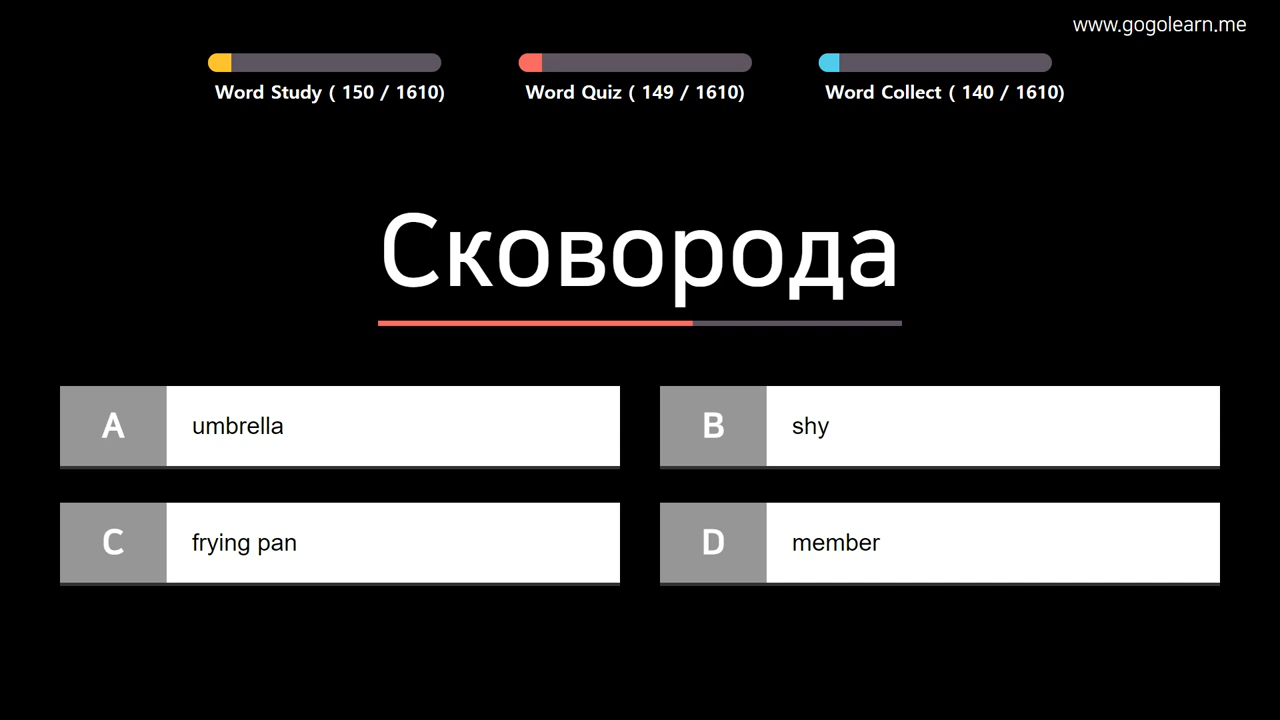 www.gogolearn.me
Word Study ( 150 / 1610)
Word Quiz ( 149 / 1610)
Word Collect ( 140 / 1610)
Сковорода
A umbrella
B shy
C frying pan
D member